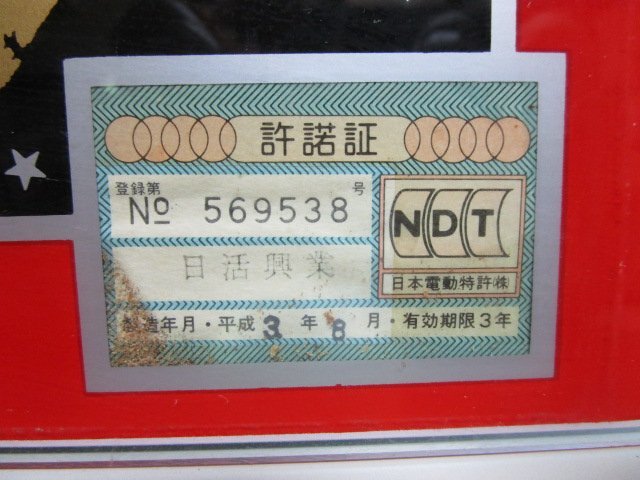 許諾証
登録第 号
№ 569538
NDT
日活興業
日本電動特許㈱
製造年月・平成3年8月・有効期限3年